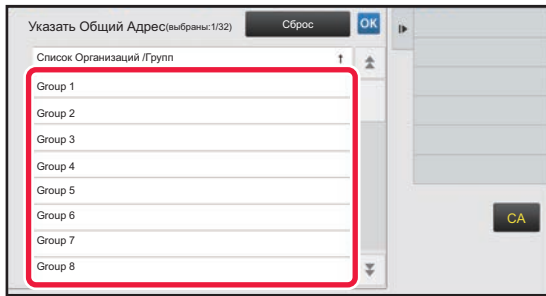 Указать Общий Адрес(выбраны:1/32)
Сброс
OK
Список Организаций /Групп
Group 1
Group 2
Group 3
Group 4
Group 5
Group 6
Group 7
Group 8
CA